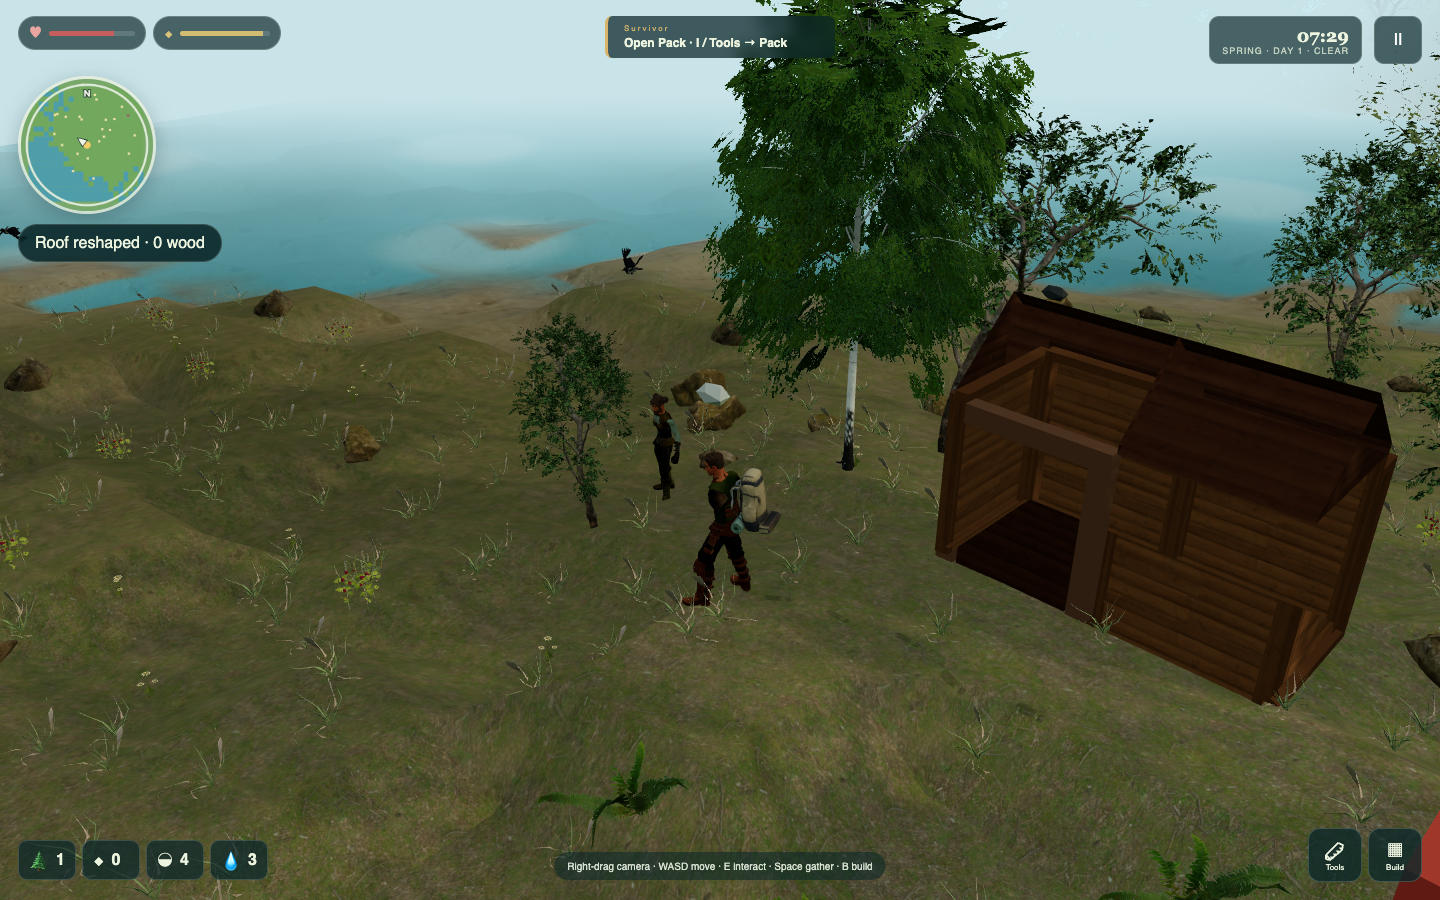 Survivor
Open Pack · I / Tools → Pack
07:29
SPRING · DAY 1 · CLEAR
N
Roof reshaped · 0 wood
1
0
4
3
Right-drag camera · WASD move · E interact · Space gather · B build
Tools
Build